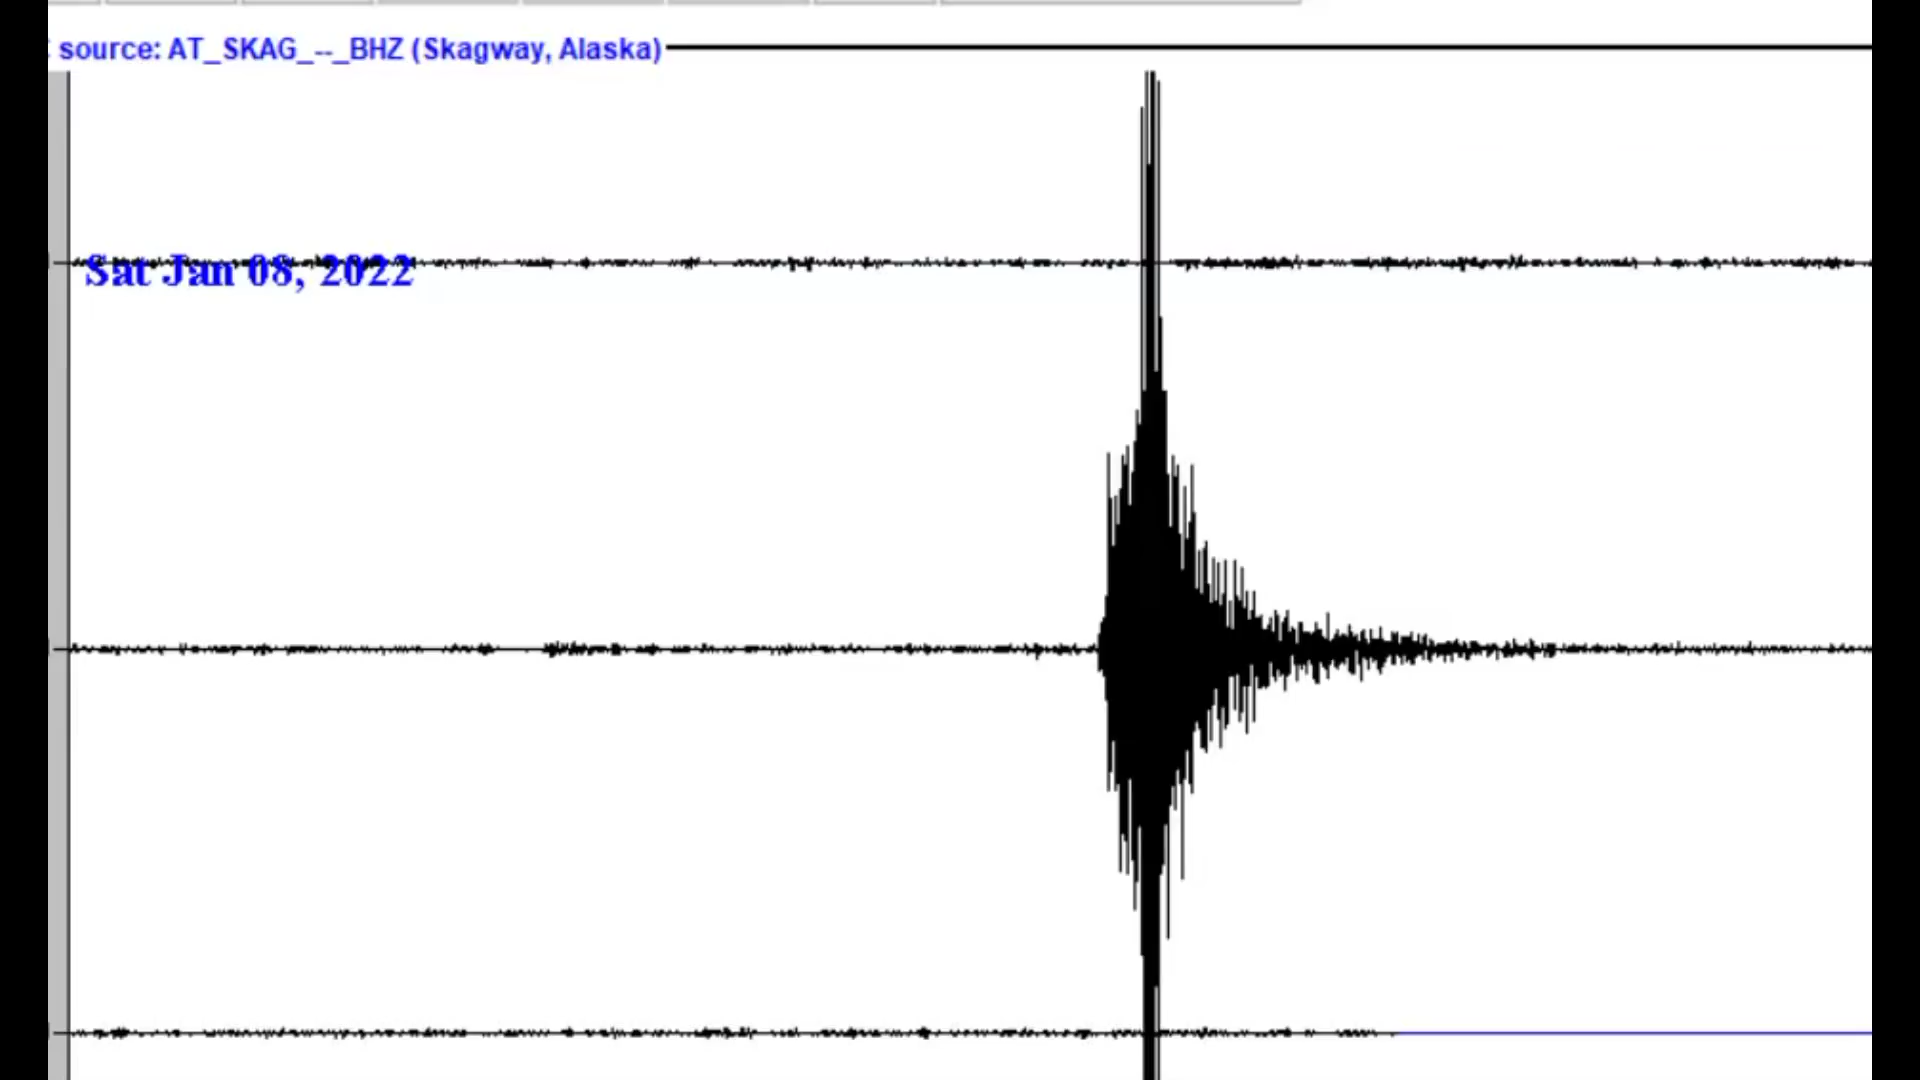 source: AT_SKAG_--_BHZ (Skagway, Alaska)
Sat Jan 08, 2022